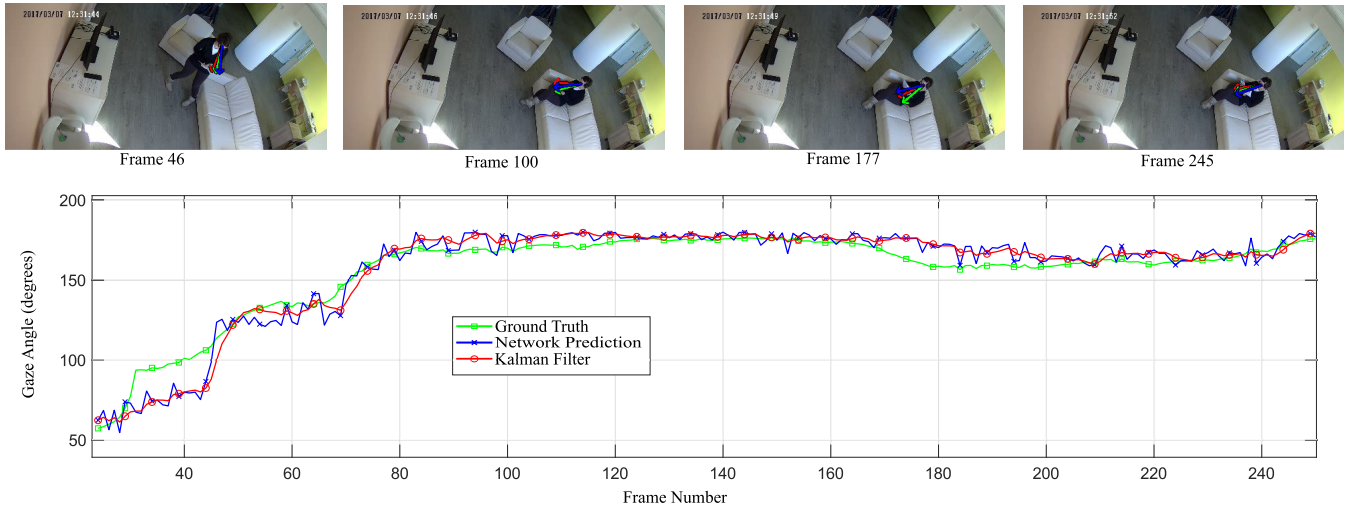 2017/03/07 12:31:44
2017/03/07 12:31:46
2017/03/07 12:31:49
2017/03/07 12:31:52
Frame 46
Frame 100
Frame 177
Frame 245
Gaze Angle (degrees)
200
150
100
50
Ground Truth
Network Prediction
Kalman Filter
40 60 80 100 120 140 160 180 200 220 240
Frame Number